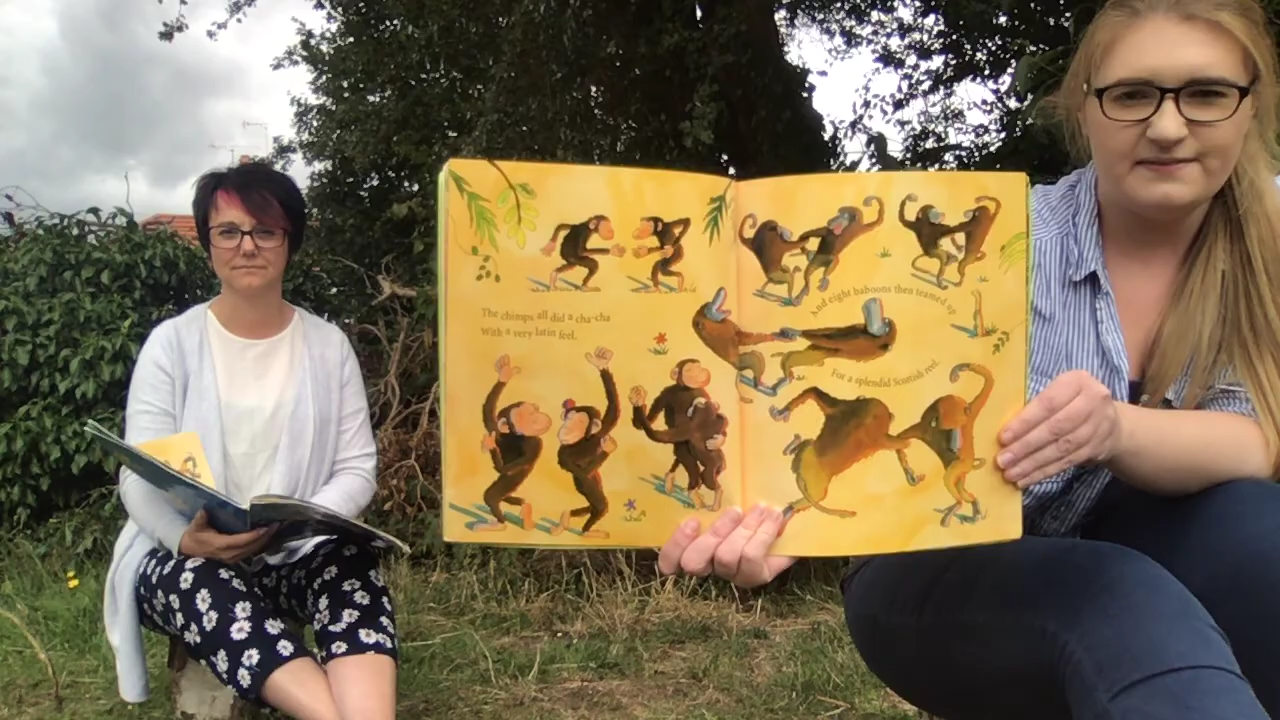 The chimps all did a cha-cha
With a very latin feel.
And eight baboons then teamed up
For a splendid Scottish reel.